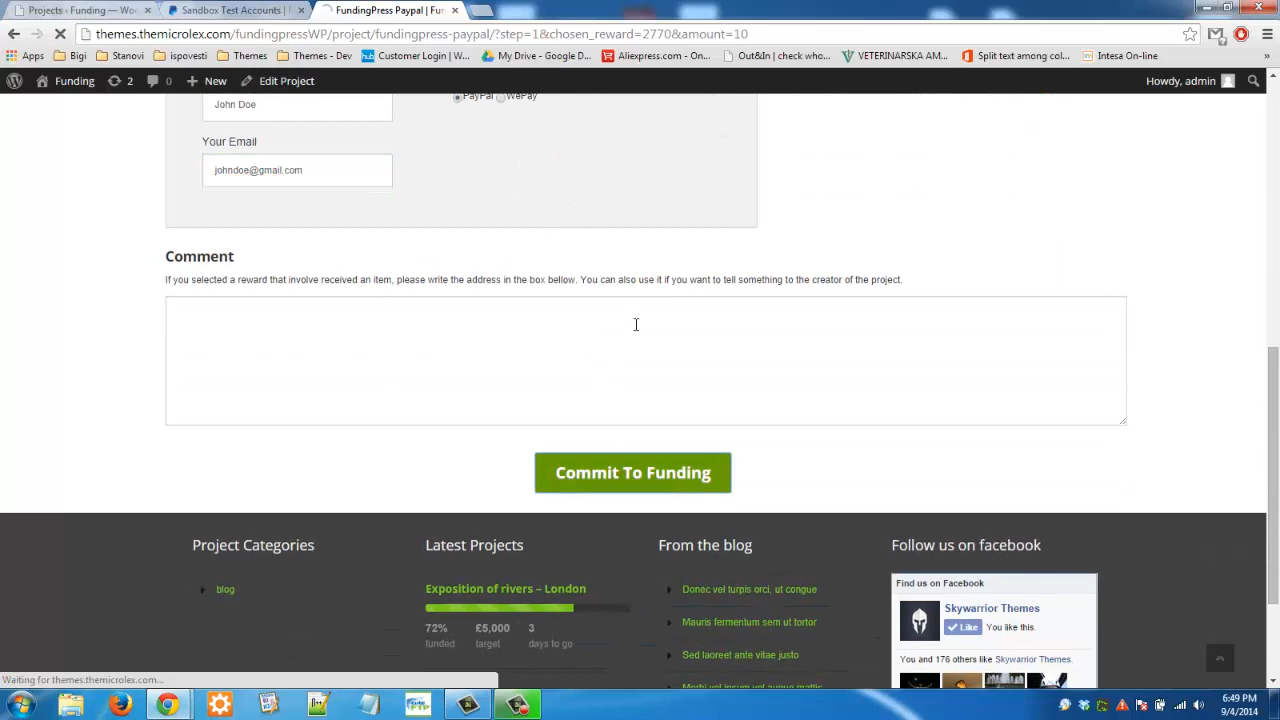 Projects ‹ Funding — Wo
Sandbox Test Accounts |
FundingPress Paypal | Fun
themes.themicrolex.com/fundingpressWP/project/fundingpress-paypal/?step=1&chosen_reward=2770&amount=10
Bigi
Stanovi
ispovesti
Themes
Themes - Dev
Customer Login | W...
My Drive - Google D...
Aliexpress.com - On...
Out&In | check who...
VETERINARSKA AM...
Split text among col...
Intesa On-line
Funding
2
0
New
Edit Project
Howdy, admin
John Doe
PayPal WePay
Your Email
johndoe@gmail.com
Comment
If you selected a reward that involve received an item, please write the address in the box bellow. You can also use it if you want to tell something to the creator of the project.
Commit To Funding
Project Categories
blog
Latest Projects
Exposition of rivers – London
72% £5,000 3
funded target days to go
From the blog
Donec vel turpis orci, ut congue
Mauris fermentum sem ut tortor
Sed laoreet ante vitae justo
Morbi vel ipsum vel augue mattis
Follow us on facebook
Find us on Facebook
Skywarrior Themes
Like You like this.
You and 176 others like Skywarrior Themes.
Waiting for themes.themicrolex.com...
6:49 PM
9/4/2014